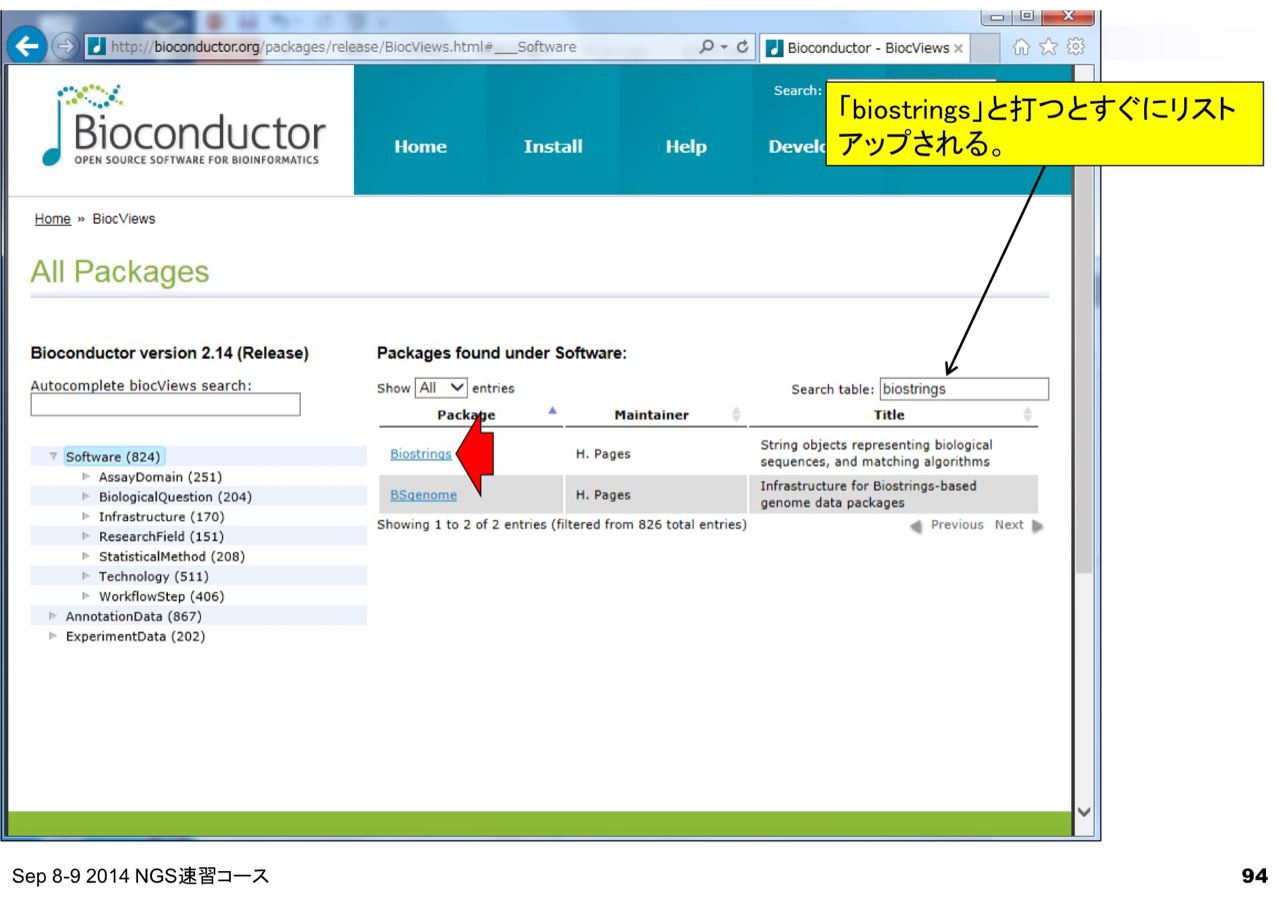 http://bioconductor.org/packages/release/BiocViews.html#___Software
Bioconductor - BiocViews
Bioconductor
OPEN SOURCE SOFTWARE FOR BIOINFORMATICS
Search:
Home Install Help Develo
「biostrings」と打つとすぐにリスト
アップされる。
Home » BiocViews
All Packages
Bioconductor version 2.14 (Release)
Autocomplete biocViews search:
Software (824)
AssayDomain (251)
BiologicalQuestion (204)
Infrastructure (170)
ResearchField (151)
StatisticalMethod (208)
Technology (511)
WorkflowStep (406)
AnnotationData (867)
ExperimentData (202)
Packages found under Software:
Show All entries
Search table: biostrings
Package Maintainer Title
Biostrings H. Pages String objects representing biological
sequences, and matching algorithms
BSgenome H. Pages Infrastructure for Biostrings-based
genome data packages
Showing 1 to 2 of 2 entries (filtered from 826 total entries)
Previous Next
Sep 8-9 2014 NGS速習コース
94